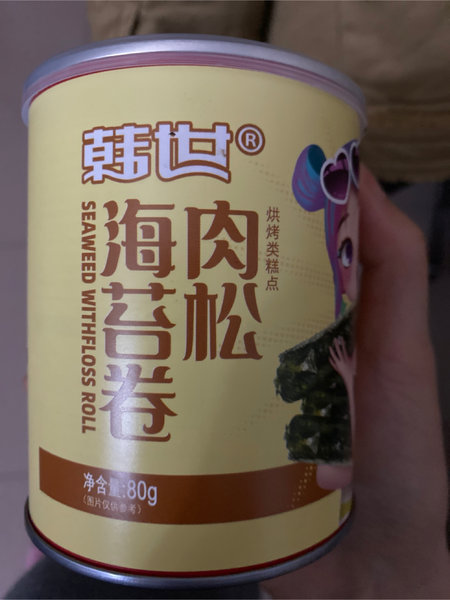 韩世®
肉松
海苔卷
SEAWEED WITHFLOSS ROLL
烘烤类糕点
净含量:80g
(图片仅供参考)